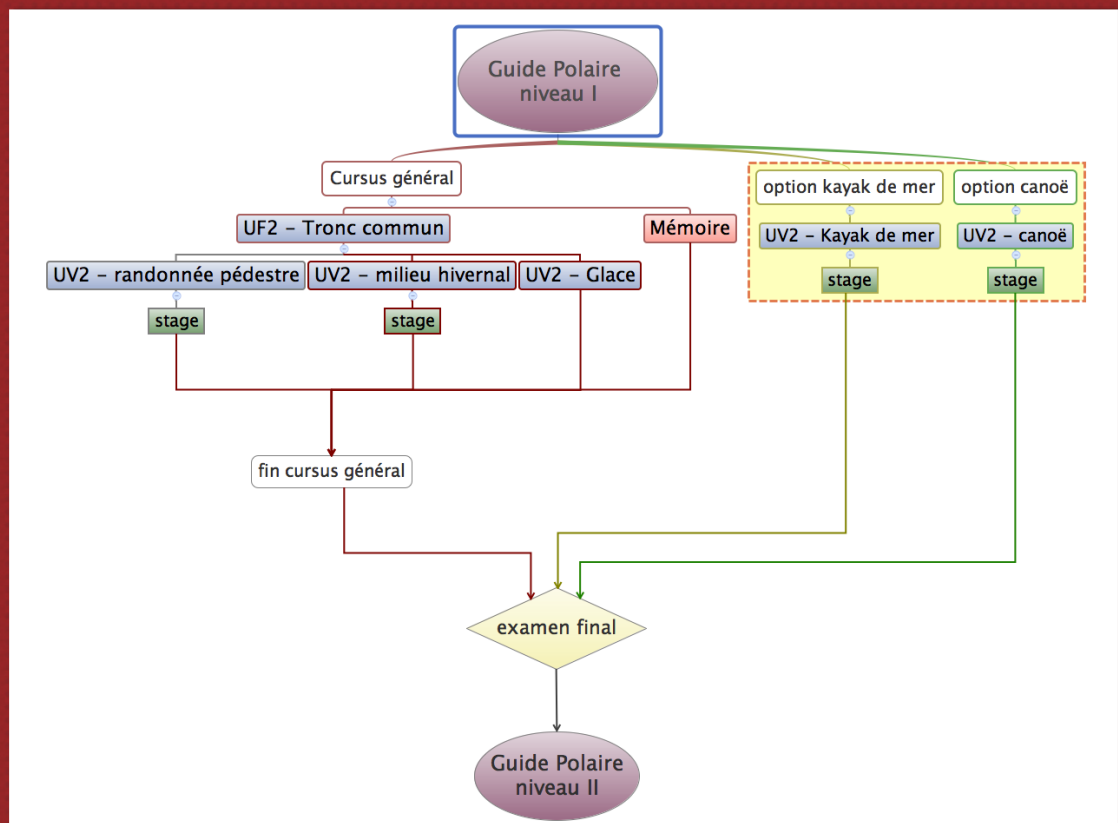 Guide Polaire
niveau I
Cursus général
option kayak de mer
option canoë
UF2 – Tronc commun
Mémoire
UV2 – Kayak de mer
UV2 – canoë
UV2 – randonnée pédestre
UV2 – milieu hivernal
UV2 – Glace
stage
stage
stage
stage
fin cursus général
examen final
Guide Polaire
niveau II